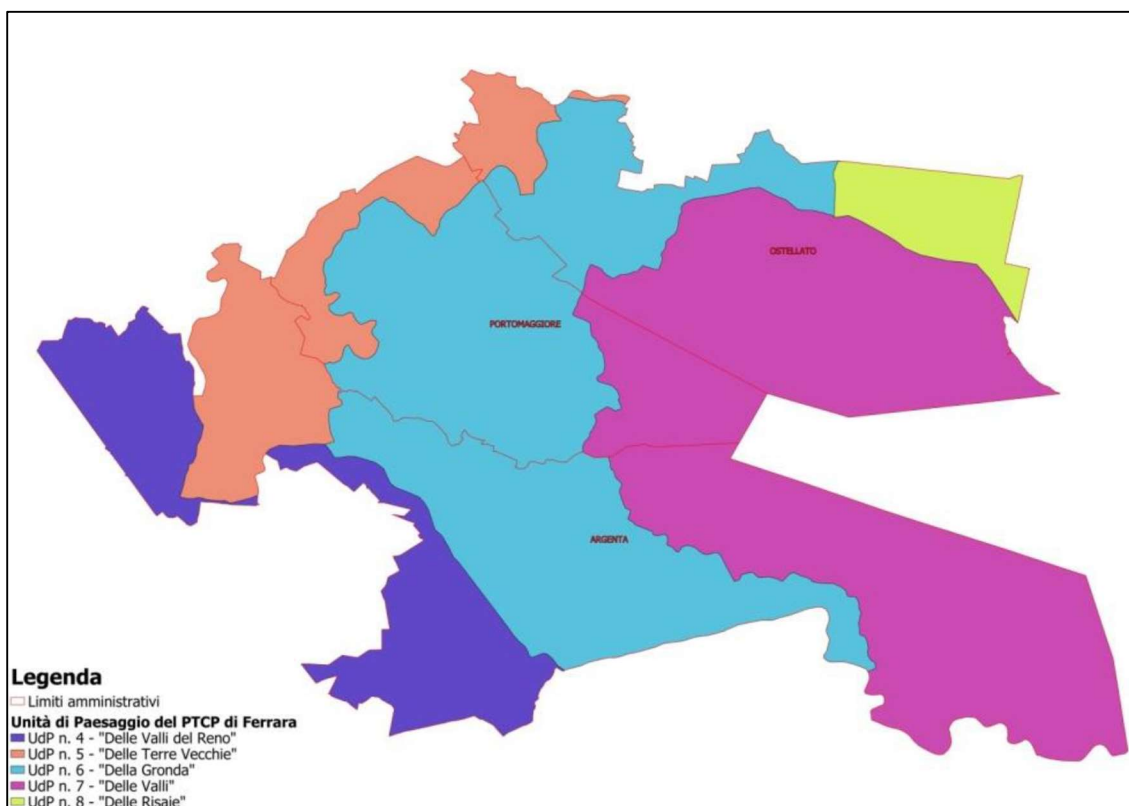 OSTELLATO
PORTOMAGGIORE
ARGENTA
Legenda
Limiti amministrativi
Unità di Paesaggio del PTCP di Ferrara
UdP n. 4 - "Delle Valli del Reno"
UdP n. 5 - "Delle Terre Vecchie"
UdP n. 6 - "Della Gronda"
UdP n. 7 - "Delle Valli"
UdP n. 8 - "Delle Risaie"